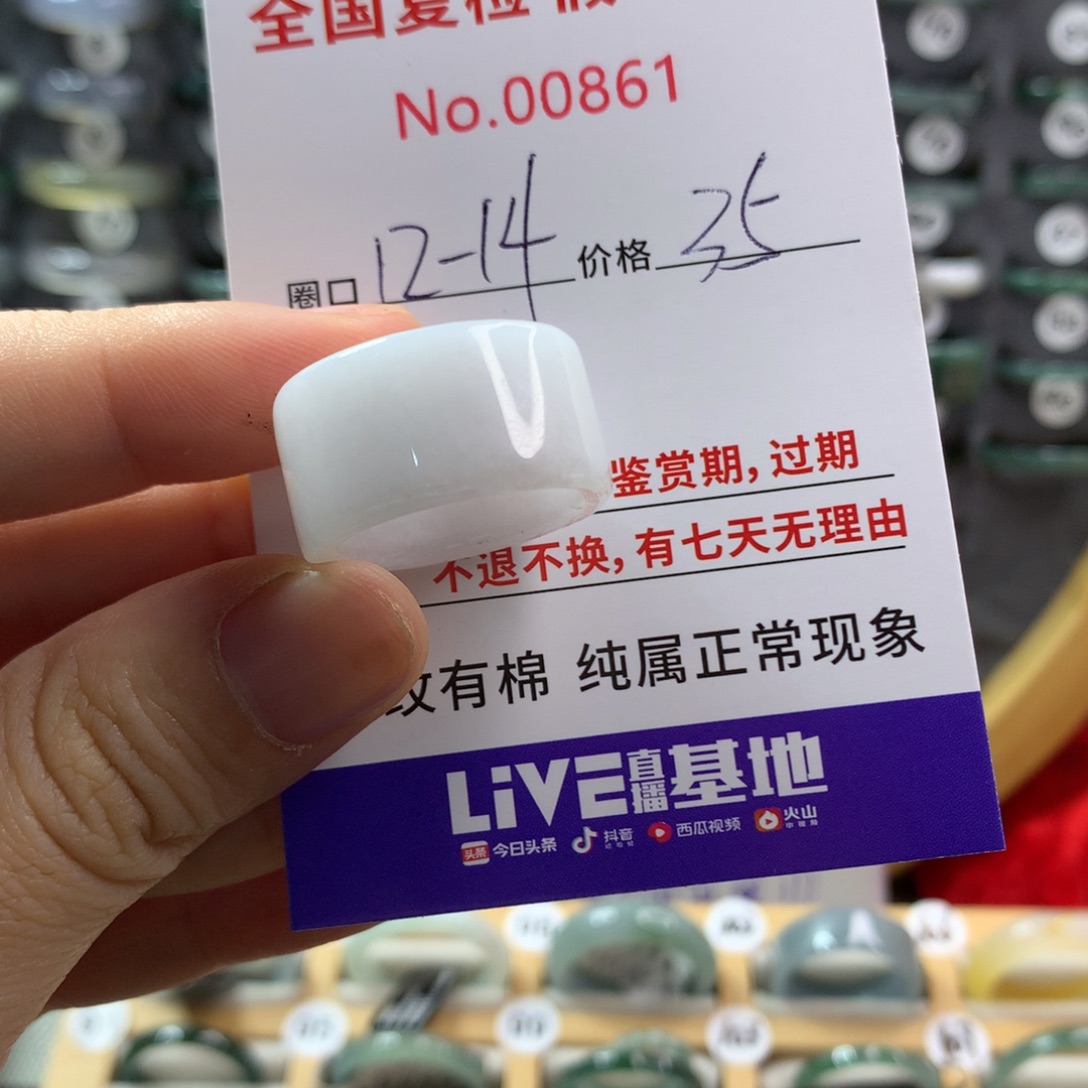 全国复检 假
No.00861
圈口 12-14 价格 35
鉴赏期，过期
不退不换，有七天无理由
纹有棉 纯属正常现象
LiVE直播基地
头条 今日头条 抖音 西瓜视频 火山